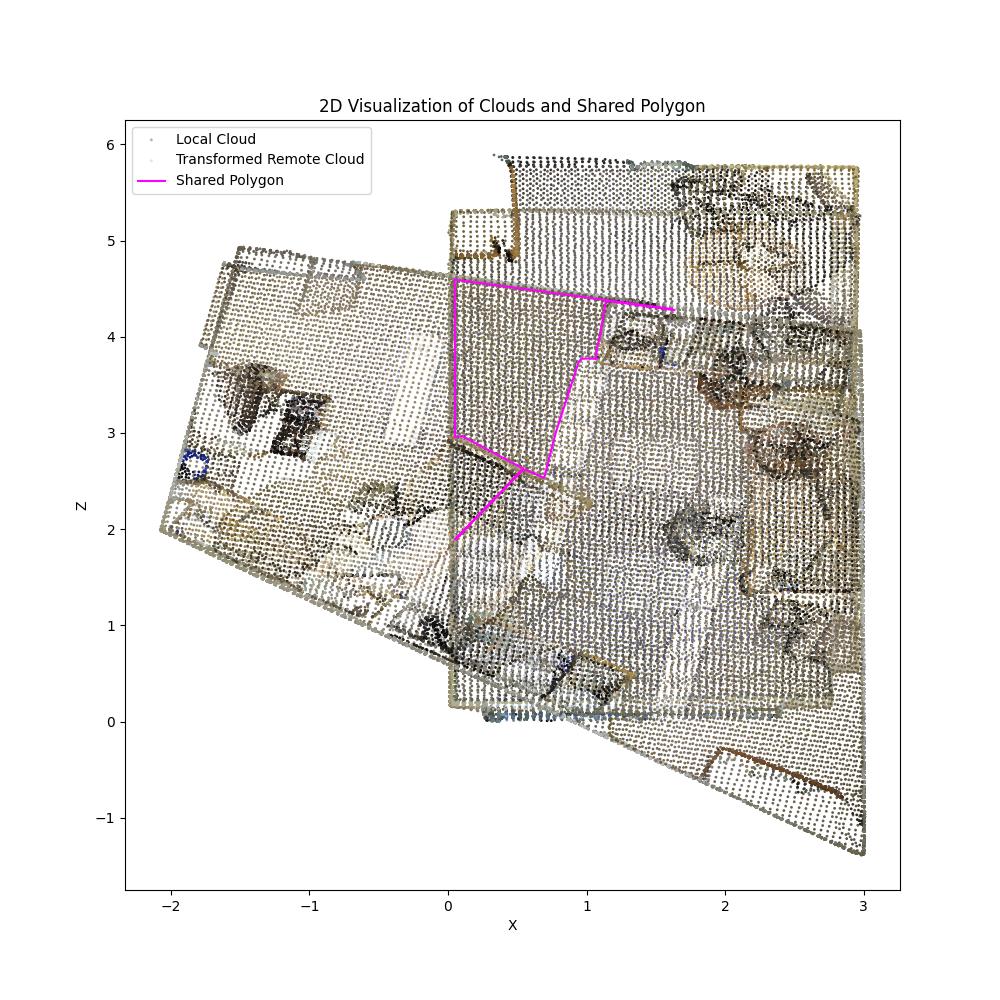 2D Visualization of Clouds and Shared Polygon
Local Cloud
Transformed Remote Cloud
Shared Polygon
6
5
4
3
2
1
0
−1
Z
−2 −1 0 1 2 3
X